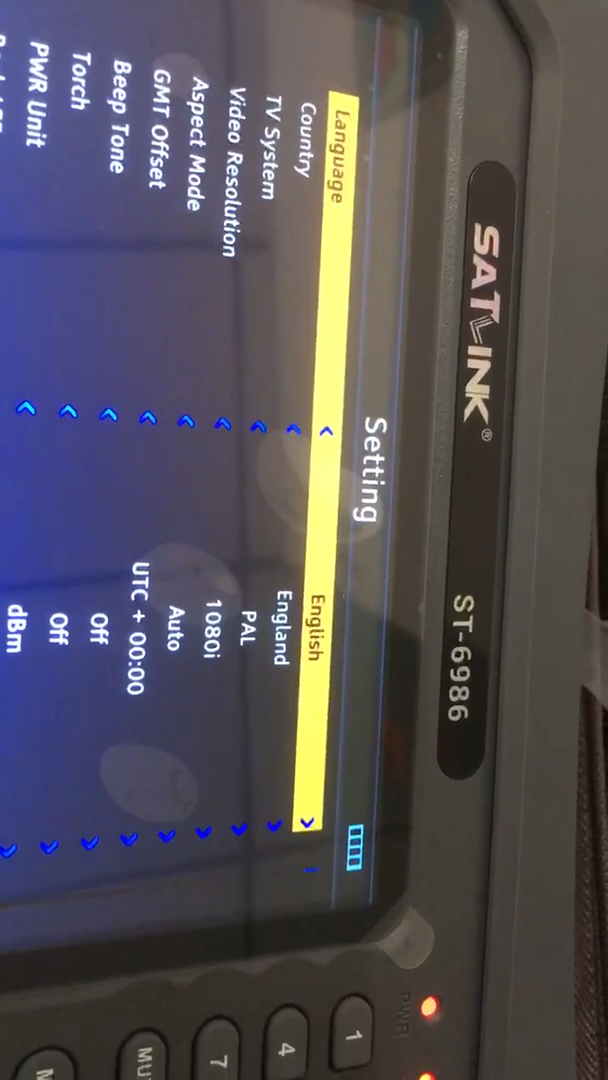 SATLINK®
ST-6986
Setting
Language English
Country England
TV System PAL
Video Resolution 1080i
Aspect Mode Auto
GMT Offset UTC + 00:00
Beep Tone Off
Torch Off
PWR Unit dBm
PWR
1
4
7